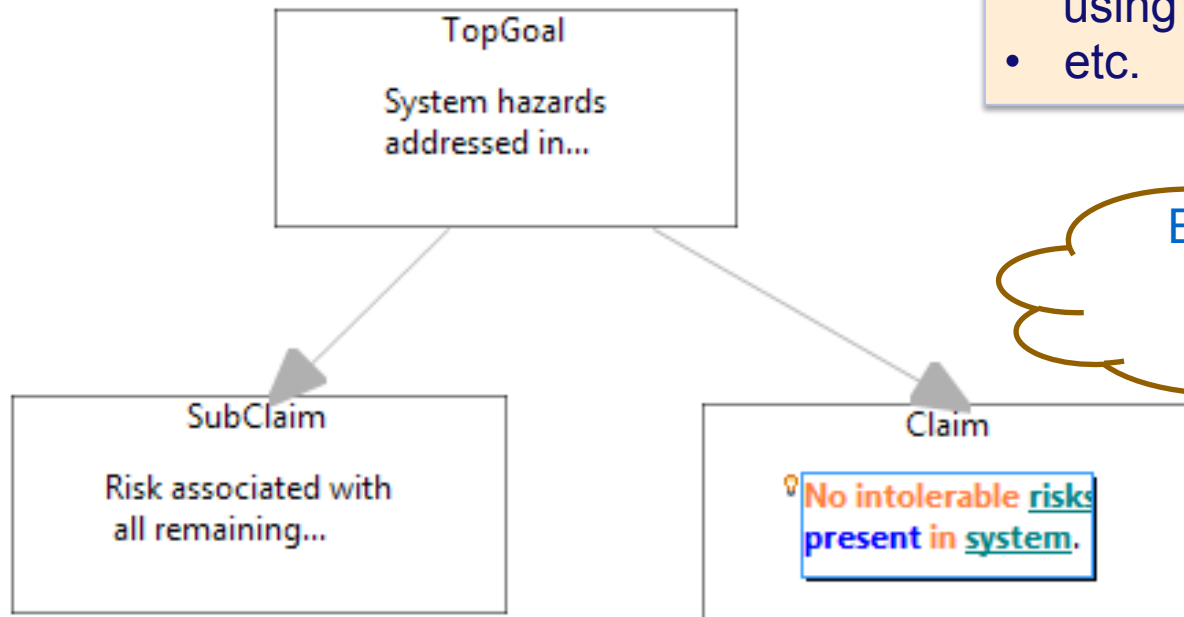 using
• etc.
TopGoal
System hazards
addressed in...
E
SubClaim
Risk associated with
all remaining...
Claim
No intolerable risks
present in system.